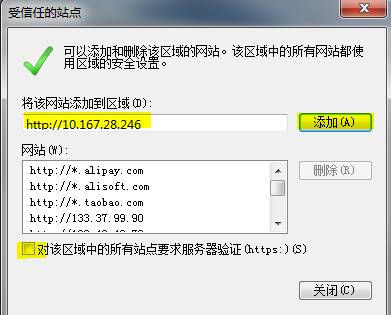 受信任的站点
可以添加和删除该区域的网站。该区域中的所有网站都使
用区域的安全设置。
将该网站添加到区域(D):
http://10.167.28.246
添加(A)
网站(W):
http://*.alipay.com
http://*.alisoft.com
http://*.taobao.com
http://133.37.99.90
删除(R)
对该区域中的所有站点要求服务器验证(https:)(S)
关闭(C)